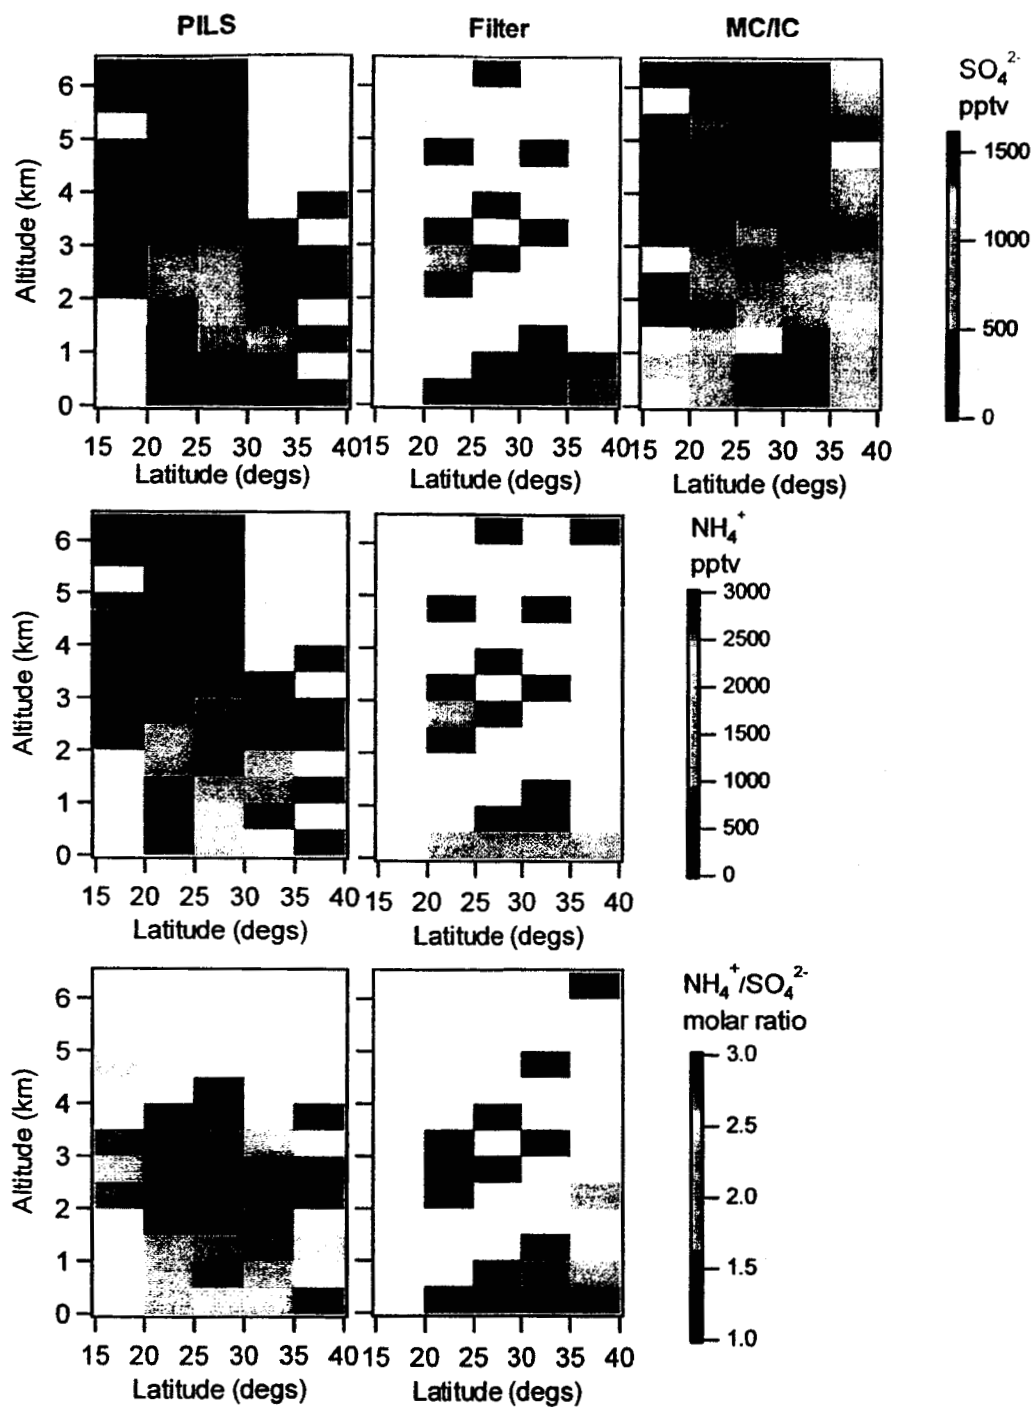 PILS Filter MC/IC
SO₄²⁻
pptv
6
5
4
3
2
1
0
Altitude (km)
1500
1000
500
0
15 20 25 30 35 40 15 20 25 30 35 40 15 20 25 30 35 40
Latitude (degs) Latitude (degs) Latitude (degs)
NH₄⁺
pptv
6
5
4
3
2
1
0
Altitude (km)
3000
2500
2000
1500
1000
500
0
15 20 25 30 35 40 15 20 25 30 35 40
Latitude (degs) Latitude (degs)
NH₄⁺/SO₄²⁻
molar ratio
6
5
4
3
2
1
0
Altitude (km)
3.0
2.5
2.0
1.5
1.0
15 20 25 30 35 40 15 20 25 30 35 40
Latitude (degs) Latitude (degs)